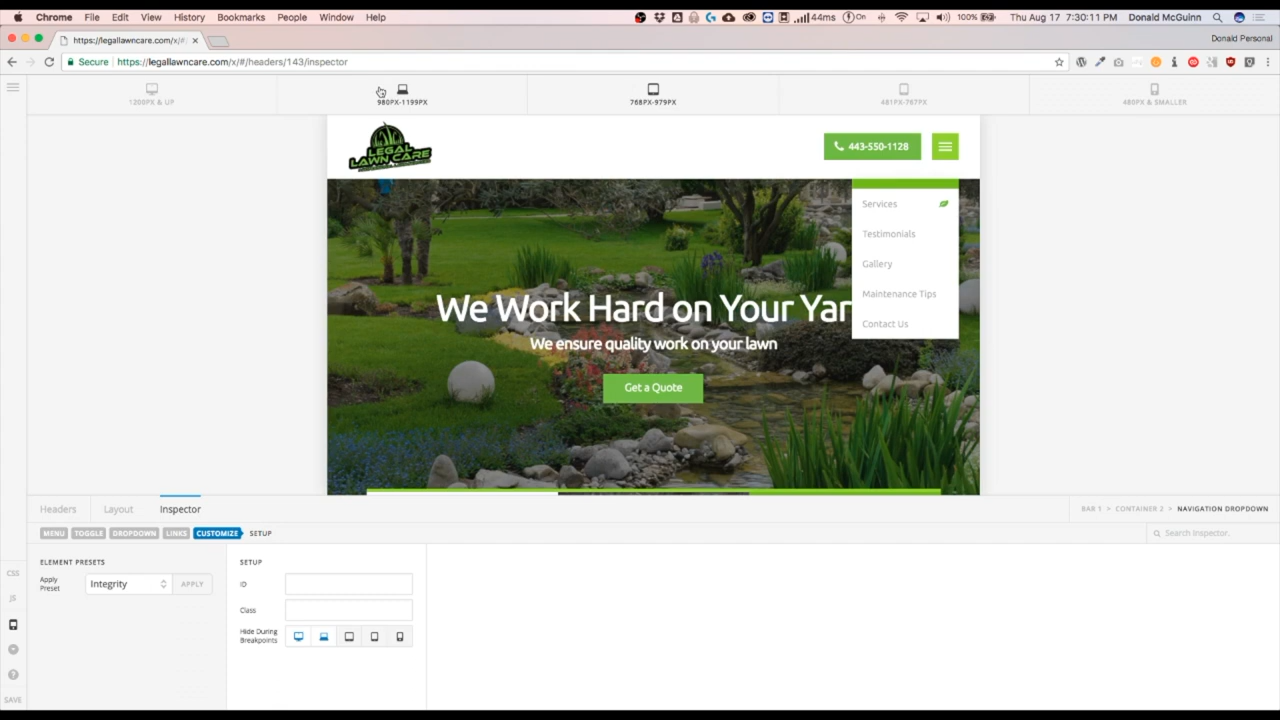 Chrome File Edit View History Bookmarks People Window Help 44ms On 100% Thu Aug 17 7:30:11 PM Donald McGuinn
https://legallawncare.com/x/#/ Donald Personal
Secure https://legallawncare.com/x/#/headers/143/inspector
1200PX & UP 980PX-1199PX 768PX-979PX 481PX-767PX 480PX & SMALLER
LEGAL
LAWN CARE
443-550-1128
Services
Testimonials
Gallery
Maintenance Tips
Contact Us
We Work Hard on Your Yar
We ensure quality work on your lawn
Get a Quote
Headers Layout Inspector BAR 1 > CONTAINER 2 > NAVIGATION DROPDOWN
MENU TOGGLE DROPDOWN LINKS CUSTOMIZE SETUP Search Inspector.
ELEMENT PRESETS
Apply
Preset
Integrity APPLY
SETUP
ID
Class
Hide During
Breakpoints
CSS
JS
SAVE